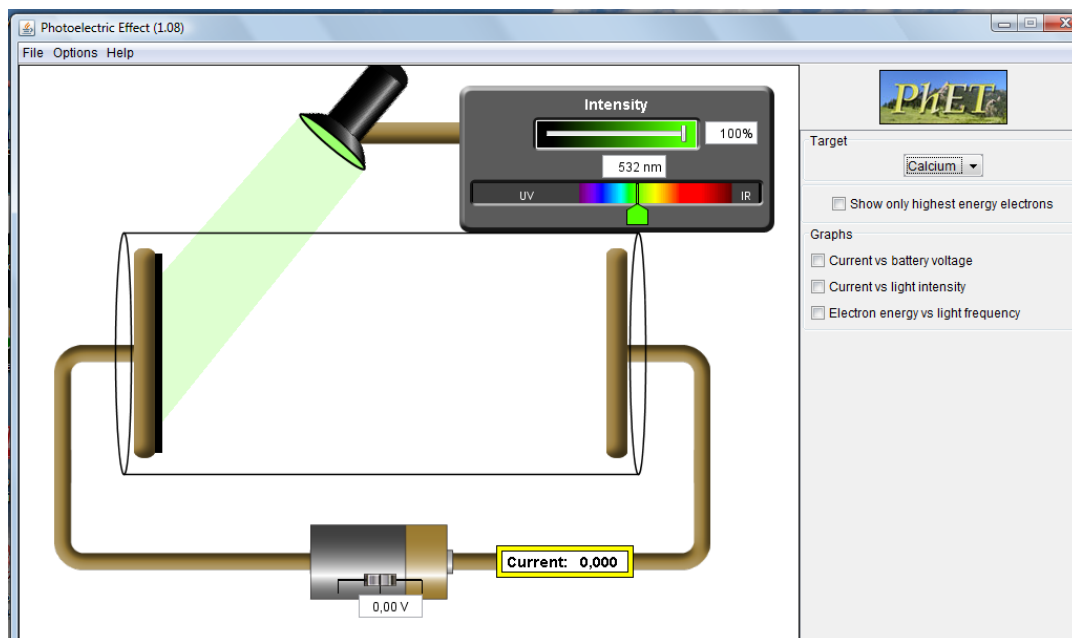 Photoelectric Effect (1.08)
File Options Help
Intensity
100%
532 nm
UV
IR
PhET
Target
Calcium
Show only highest energy electrons
Graphs
Current vs battery voltage
Current vs light intensity
Electron energy vs light frequency
Current: 0,000
0,00 V